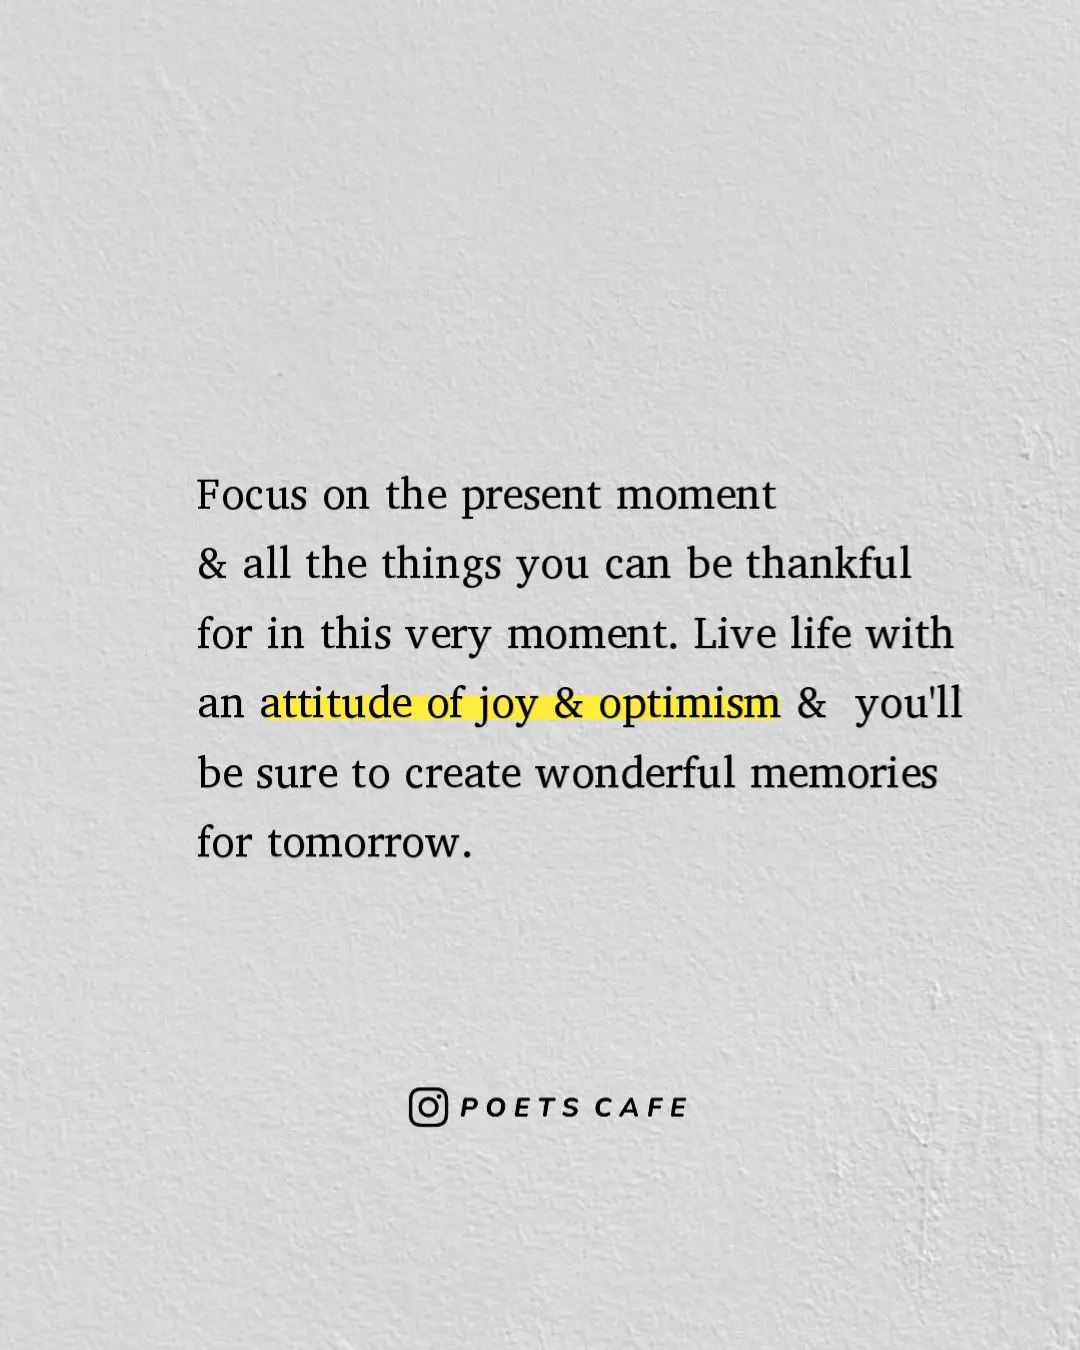 Focus on the present moment
& all the things you can be thankful
for in this very moment. Live life with
an attitude of joy & optimism &  you'll
be sure to create wonderful memories
for tomorrow.
POETS CAFE